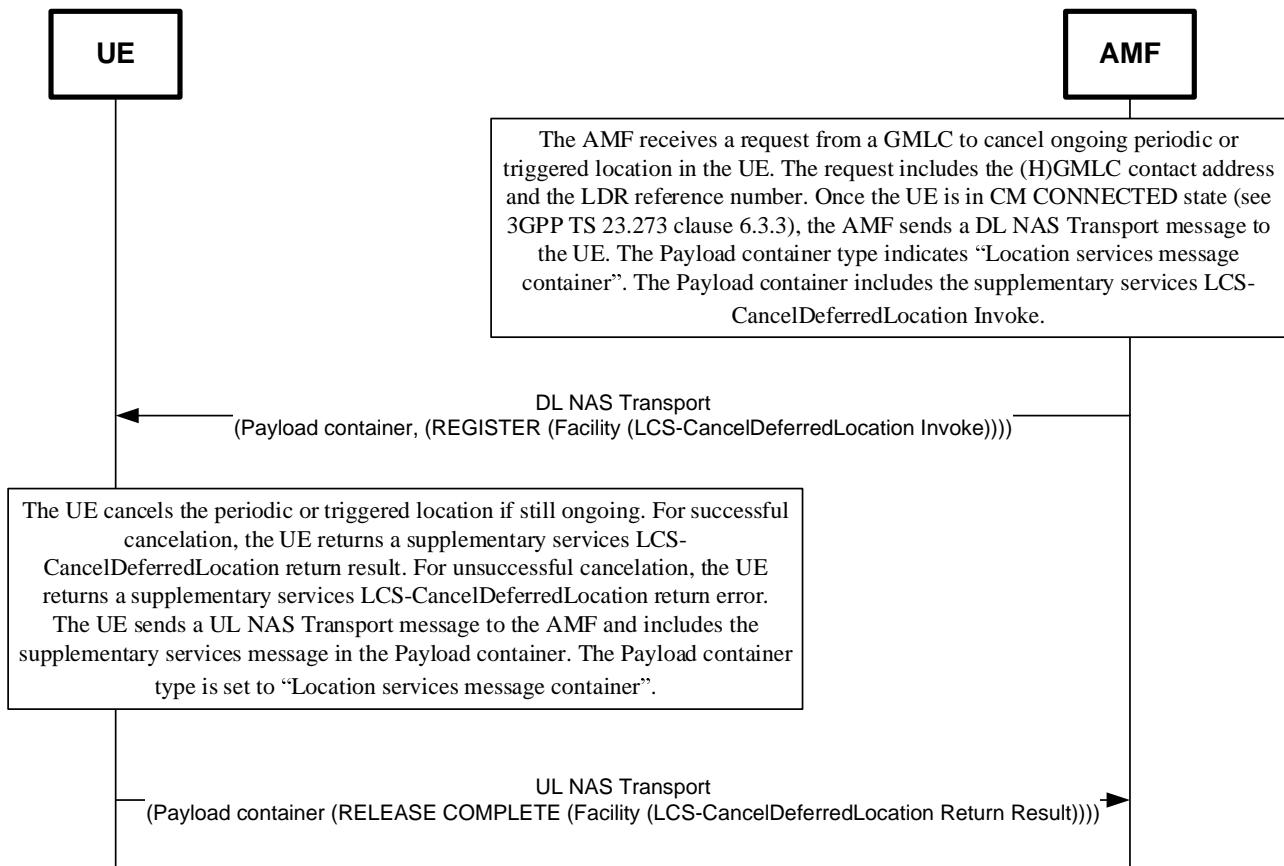 UE
AMF
The AMF receives a request from a GMLC to cancel ongoing periodic or
triggered location in the UE. The request includes the (H)GMLC contact address
and the LDR reference number. Once the UE is in CM CONNECTED state (see
3GPP TS 23.273 clause 6.3.3), the AMF sends a DL NAS Transport message to
the UE. The Payload container type indicates “Location services message
container”. The Payload container includes the supplementary services LCS-
CancelDeferredLocation Invoke.
DL NAS Transport
(Payload container, (REGISTER (Facility (LCS-CancelDeferredLocation Invoke))))
The UE cancels the periodic or triggered location if still ongoing. For successful
cancelation, the UE returns a supplementary services LCS-
CancelDeferredLocation return result. For unsuccessful cancelation, the UE
returns a supplementary services LCS-CancelDeferredLocation return error.
The UE sends a UL NAS Transport message to the AMF and includes the
supplementary services message in the Payload container. The Payload container
type is set to “Location services message container”.
UL NAS Transport
(Payload container (RELEASE COMPLETE (Facility (LCS-CancelDeferredLocation Return Result))))